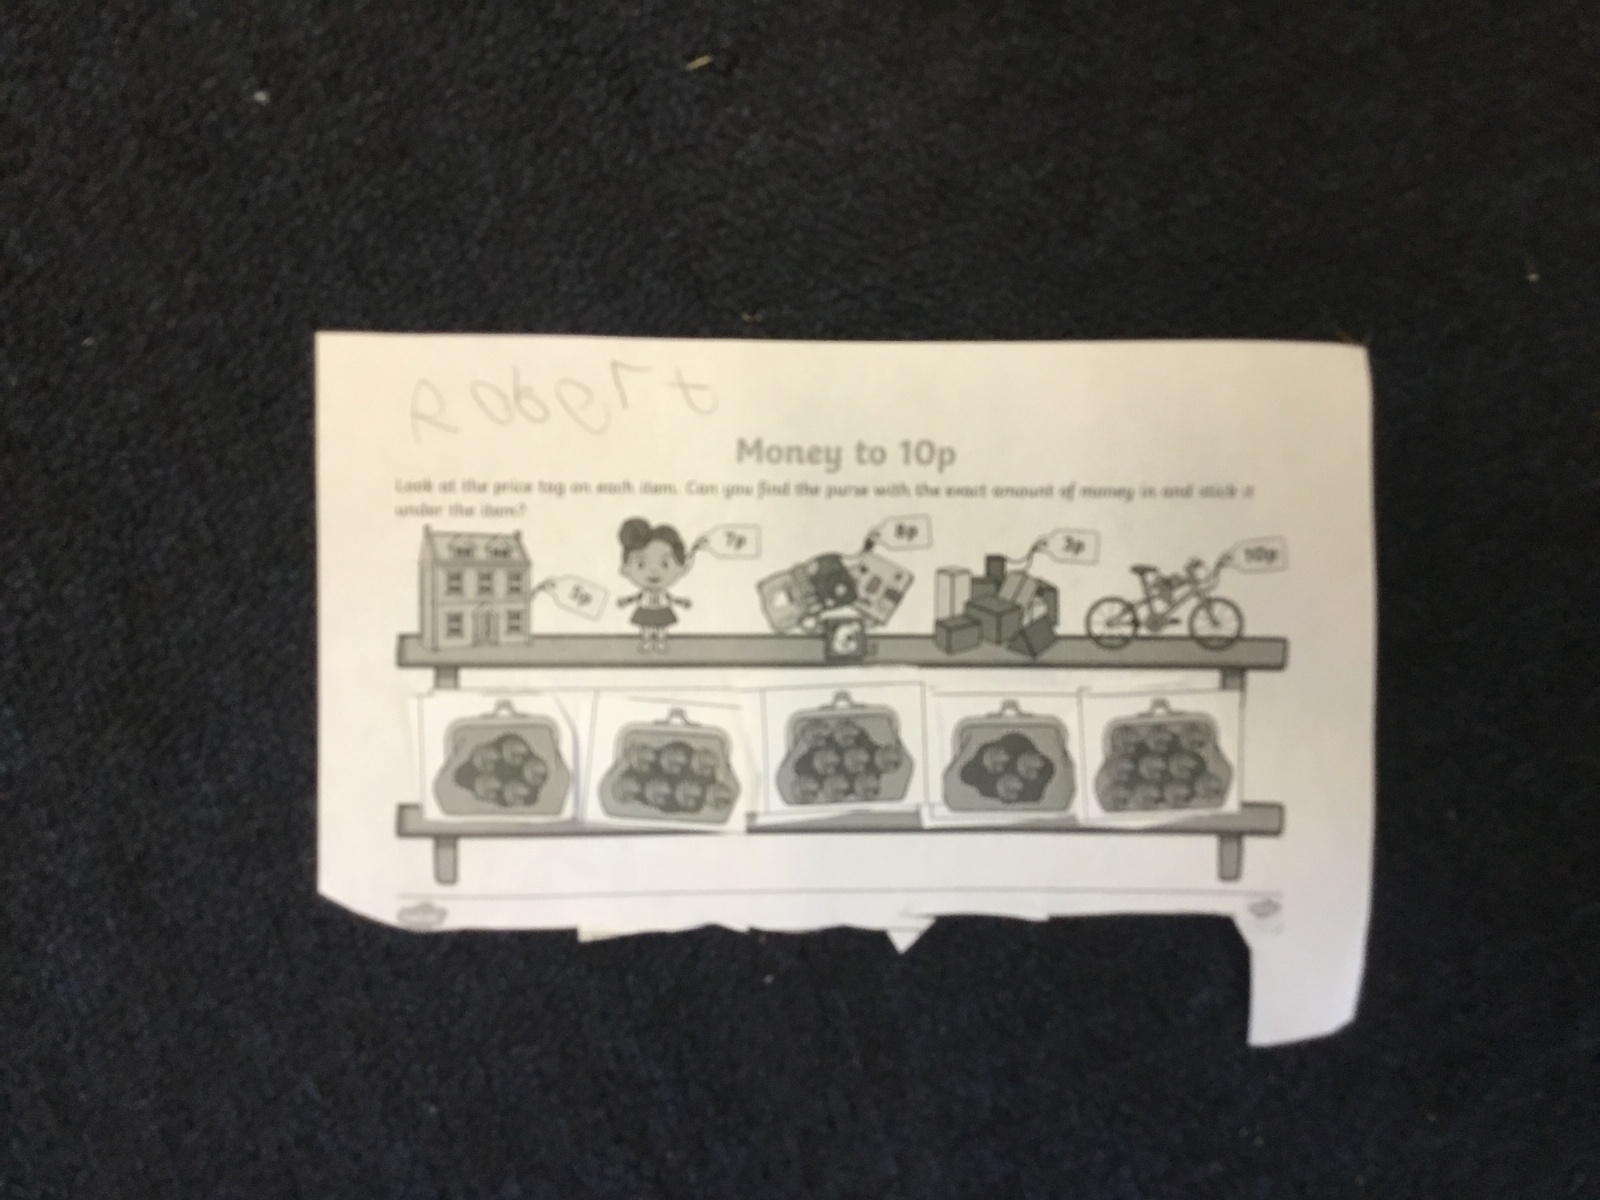 Robert
Money to 10p
Look at the price tag on each item. Can you find the purse with the exact amount of money in and stick it
under the item?
5p
7p
8p
3p
10p